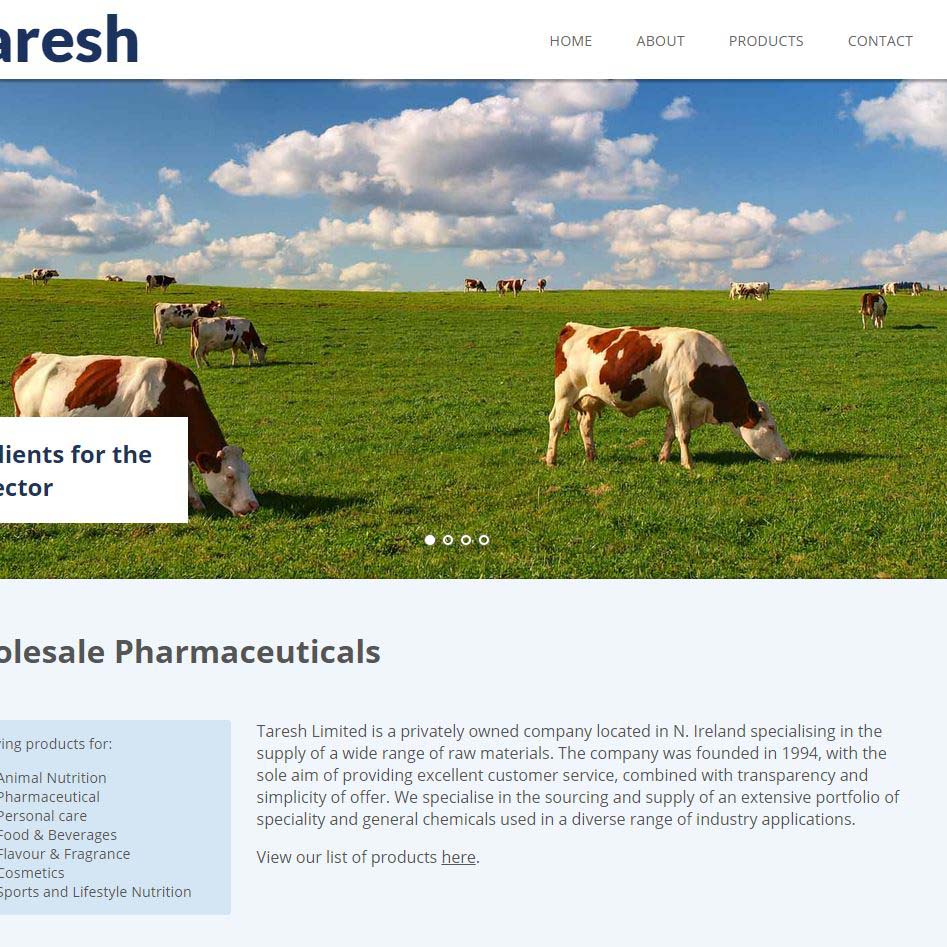 aresh
HOME ABOUT PRODUCTS CONTACT
lients for the
ector
olesale Pharmaceuticals
ing products for:
Animal Nutrition
Pharmaceutical
Personal care
Food & Beverages
Flavour & Fragrance
Cosmetics
Sports and Lifestyle Nutrition
Taresh Limited is a privately owned company located in N. Ireland specialising in the
supply of a wide range of raw materials. The company was founded in 1994, with the
sole aim of providing excellent customer service, combined with transparency and
simplicity of offer. We specialise in the sourcing and supply of an extensive portfolio of
speciality and general chemicals used in a diverse range of industry applications.
View our list of products here.